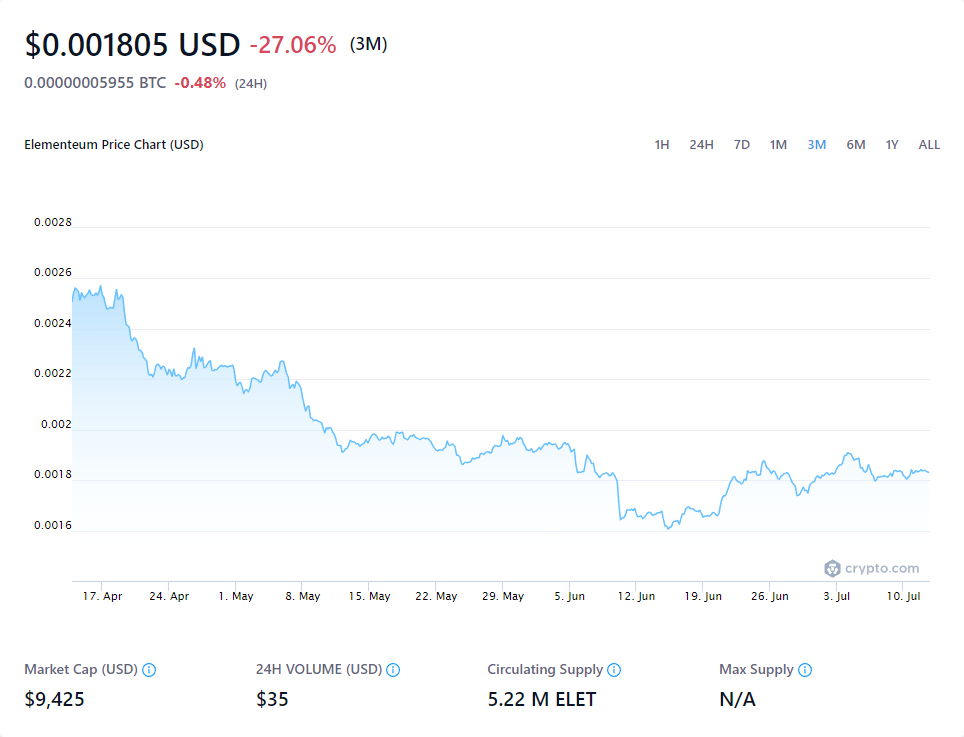 $0.001805 USD -27.06% (3M)
0.00000005955 BTC -0.48% (24H)
Elementeum Price Chart (USD) 1H 24H 7D 1M 3M 6M 1Y ALL
0.0028
0.0026
0.0024
0.0022
0.002
0.0018
0.0016
crypto.com
17. Apr 24. Apr 1. May 8. May 15. May 22. May 29. May 5. Jun 12. Jun 19. Jun 26. Jun 3. Jul 10. Jul
Market Cap (USD) 24H VOLUME (USD) Circulating Supply Max Supply
$9,425 $35 5.22 M ELET N/A